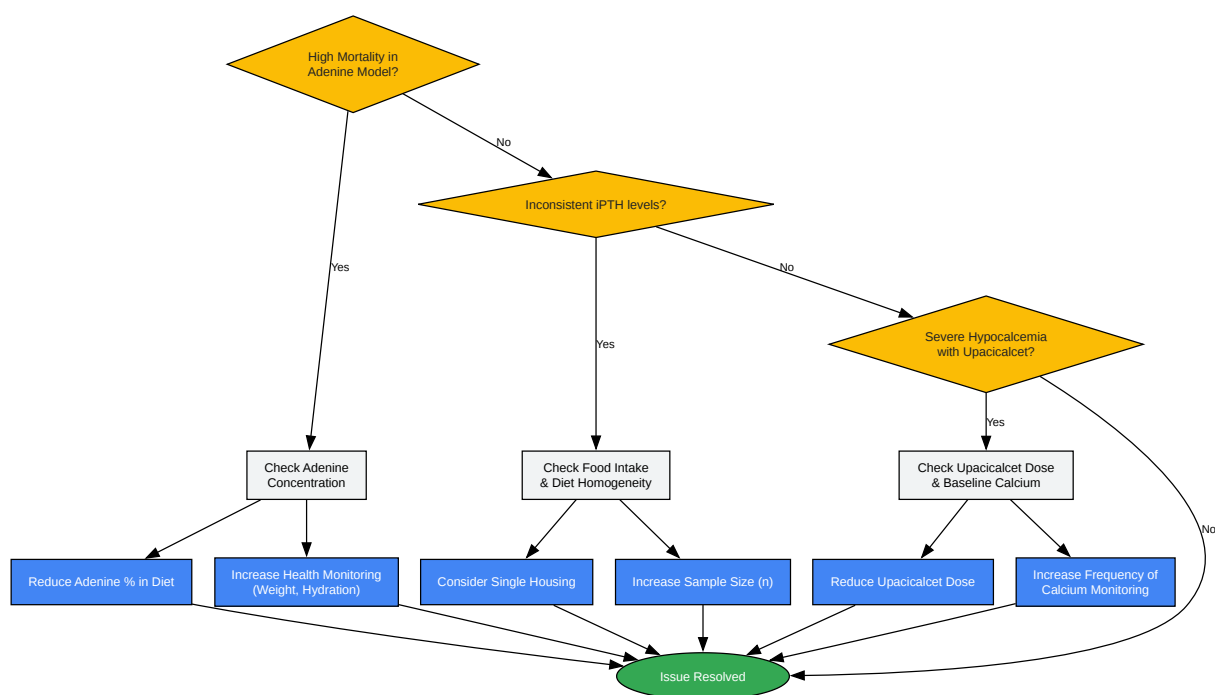 High Mortality in
Adenine Model?
No
Inconsistent iPTH levels?
Yes
No
Severe Hypocalcemia
with Upacicalcet?
Yes
Yes
Check Adenine
Concentration
Check Food Intake
& Diet Homogeneity
Check Upacicalcet Dose
& Baseline Calcium
No
Reduce Adenine % in Diet
Increase Health Monitoring
(Weight, Hydration)
Consider Single Housing
Increase Sample Size (n)
Reduce Upacicalcet Dose
Increase Frequency of
Calcium Monitoring
Issue Resolved